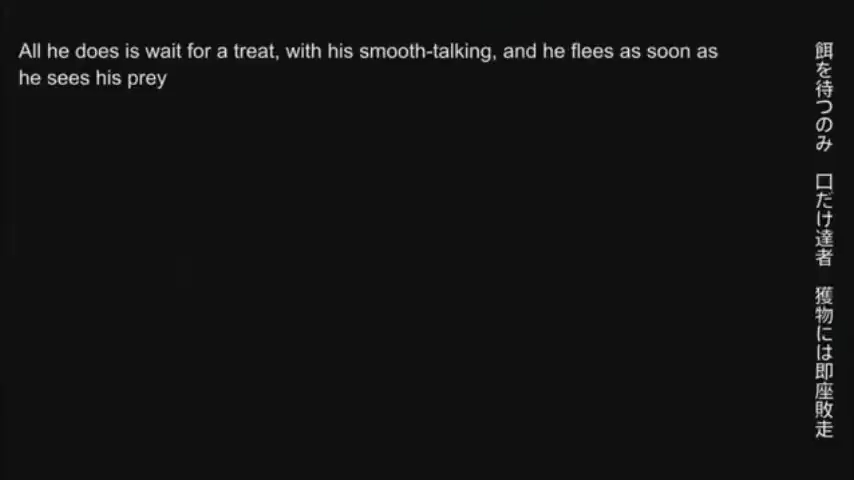 All he does is wait for a treat, with his smooth-talking, and he flees as soon as
he sees his prey
餌を待つのみ　口だけ達者　獲物には即座敗走